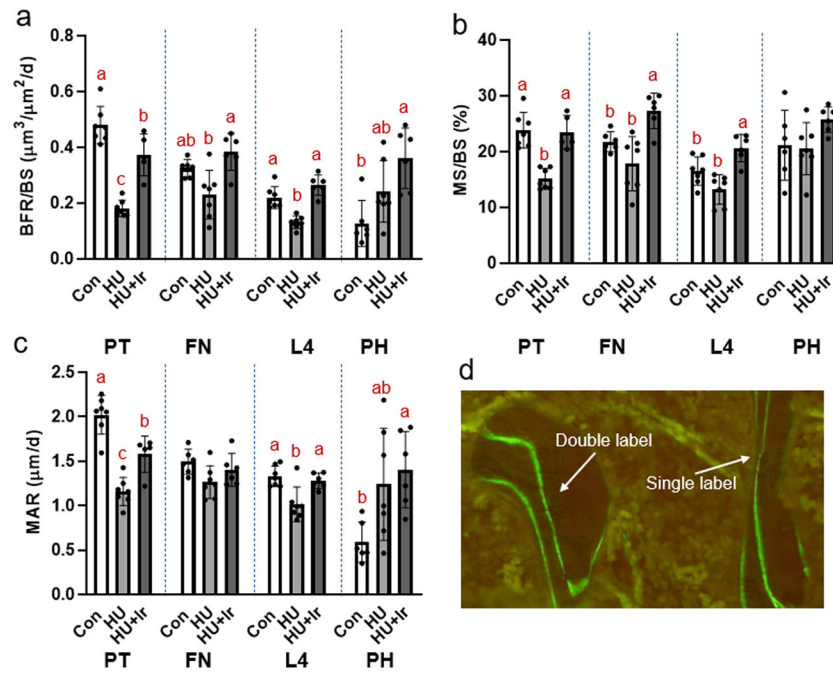 a
BFR/BS (μm³/μm²/d)
0.8
0.6
0.4
0.2
0.0
a
c
b
ab
b
a
a
b
a
b
ab
a
Con
HU
HU+Ir
Con
HU
HU+Ir
Con
HU
HU+Ir
Con
HU
HU+Ir
PT
FN
L4
PH
b
MS/BS (%)
40
30
20
10
0
a
b
a
b
b
a
b
b
a
Con
HU
HU+Ir
Con
HU
HU+Ir
Con
HU
HU+Ir
Con
HU
HU+Ir
PT
FN
L4
PH
c
MAR (μm/d)
2.5
2.0
1.5
1.0
0.5
0.0
a
c
b
a
b
a
b
ab
a
Con
HU
HU+Ir
Con
HU
HU+Ir
Con
HU
HU+Ir
Con
HU
HU+Ir
PT
FN
L4
PH
d
Double label
Single label